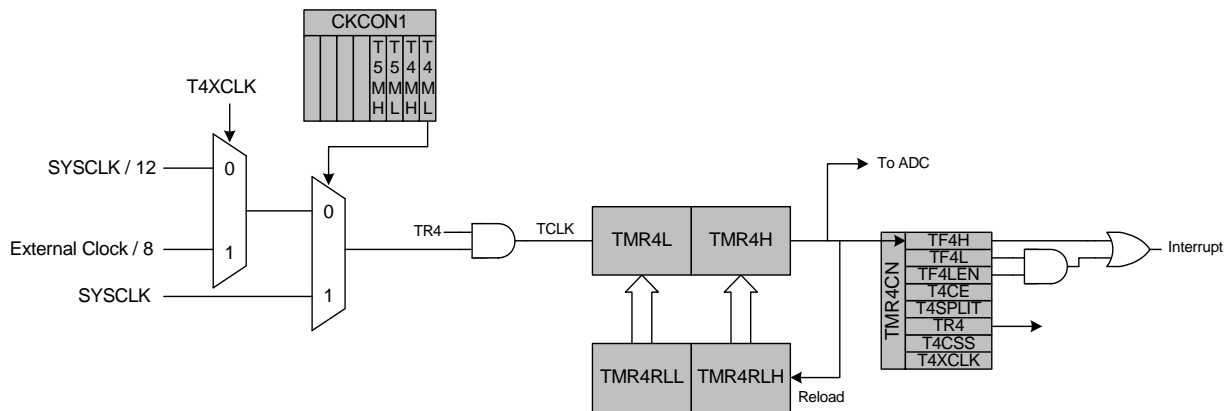 CKCON1
T5MH
T5ML
T4MH
T4ML
T4XCLK
SYSCLK / 12
0
1
External Clock / 8
SYSCLK
0
1
TR4
TCLK
TMR4L
TMR4H
To ADC
TMR4RLL
TMR4RLH
Reload
TMR4CN
TF4H
TF4L
TF4LEN
T4CE
T4SPLIT
TR4
T4CSS
T4XCLK
Interrupt